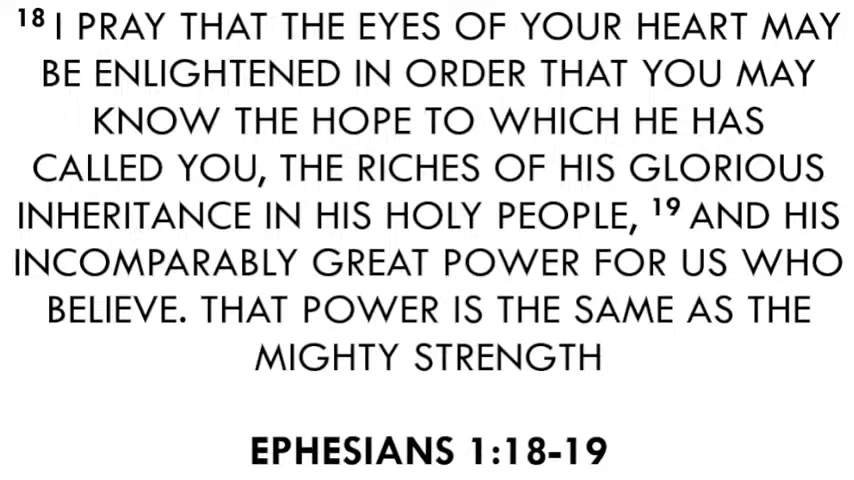 18 I PRAY THAT THE EYES OF YOUR HEART MAY
BE ENLIGHTENED IN ORDER THAT YOU MAY
KNOW THE HOPE TO WHICH HE HAS
CALLED YOU, THE RICHES OF HIS GLORIOUS
INHERITANCE IN HIS HOLY PEOPLE, 19 AND HIS
INCOMPARABLY GREAT POWER FOR US WHO
BELIEVE. THAT POWER IS THE SAME AS THE
MIGHTY STRENGTH
EPHESIANS 1:18-19